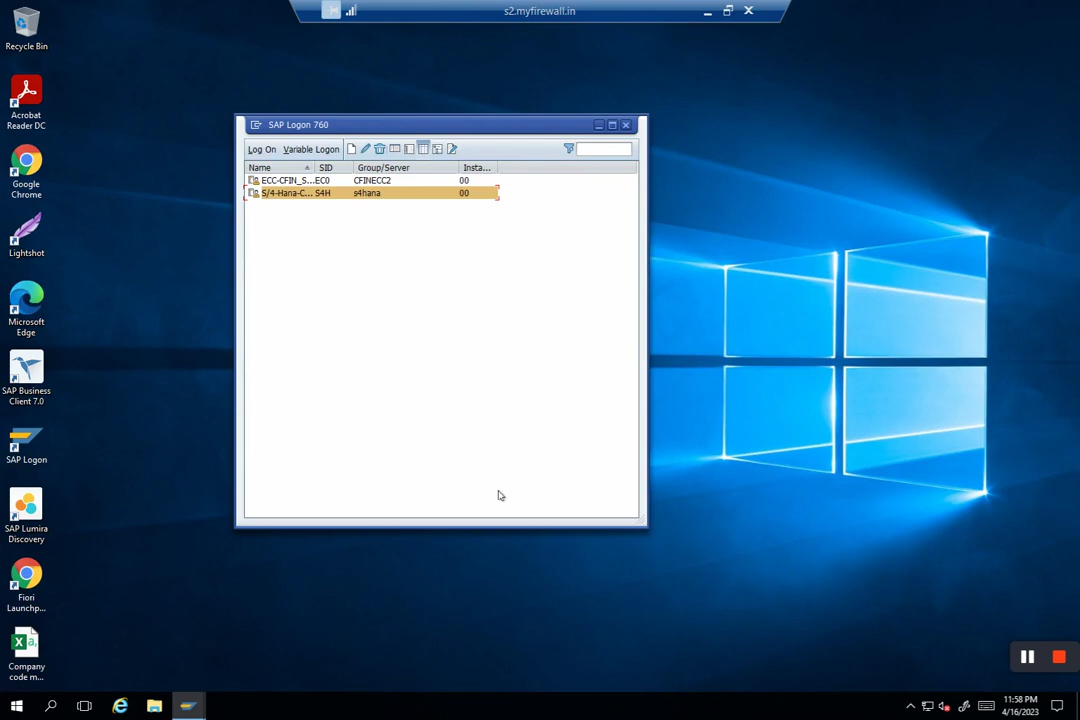 s2.myfirewall.in
Recycle Bin
Acrobat
Reader DC
Google
Chrome
Lightshot
Microsoft
Edge
SAP Business
Client 7.0
SAP Logon
SAP Lumira
Discovery
Fiori
Launchp...
Company
code m...
SAP Logon 760
Log On Variable Logon
Name SID Group/Server Insta...
ECC-CFIN_S... EC0 CFINECC2 00
S/4-Hana-C... S4H s4hana 00
11:58 PM
4/16/2023